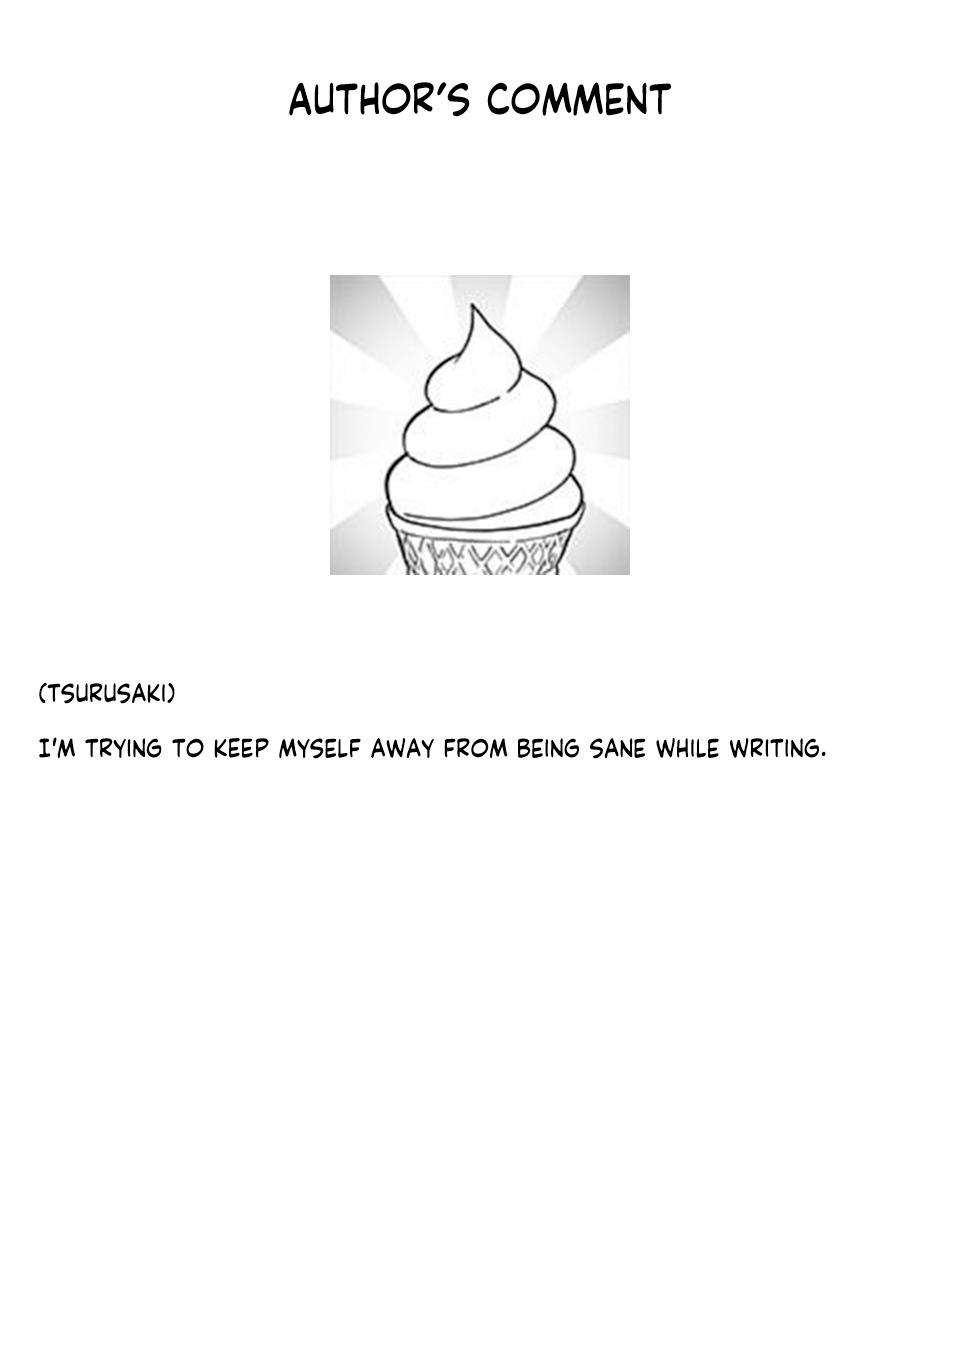 AUTHOR'S COMMENT
(TSURUSAKI)
I'M TRYING TO KEEP MYSELF AWAY FROM BEING SANE WHILE WRITING.